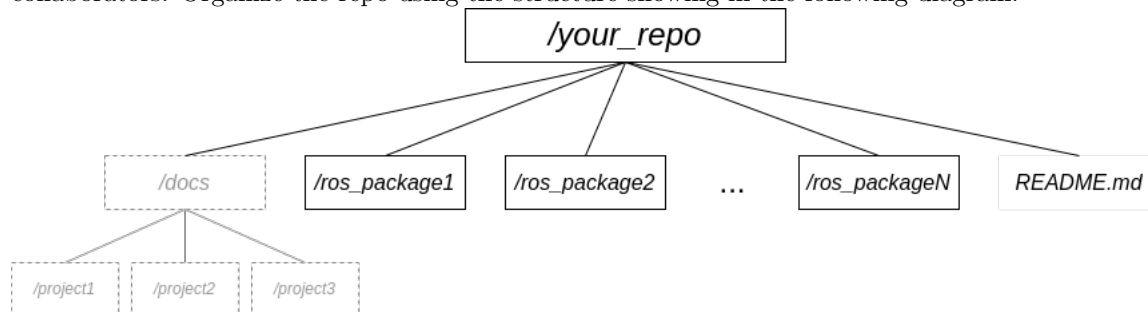 collaborators. Organize the repo using the structure showing in the following diagram.
/your_repo
/docs
/ros_package1
/ros_package2
...
/ros_packageN
README.md
/project1
/project2
/project3